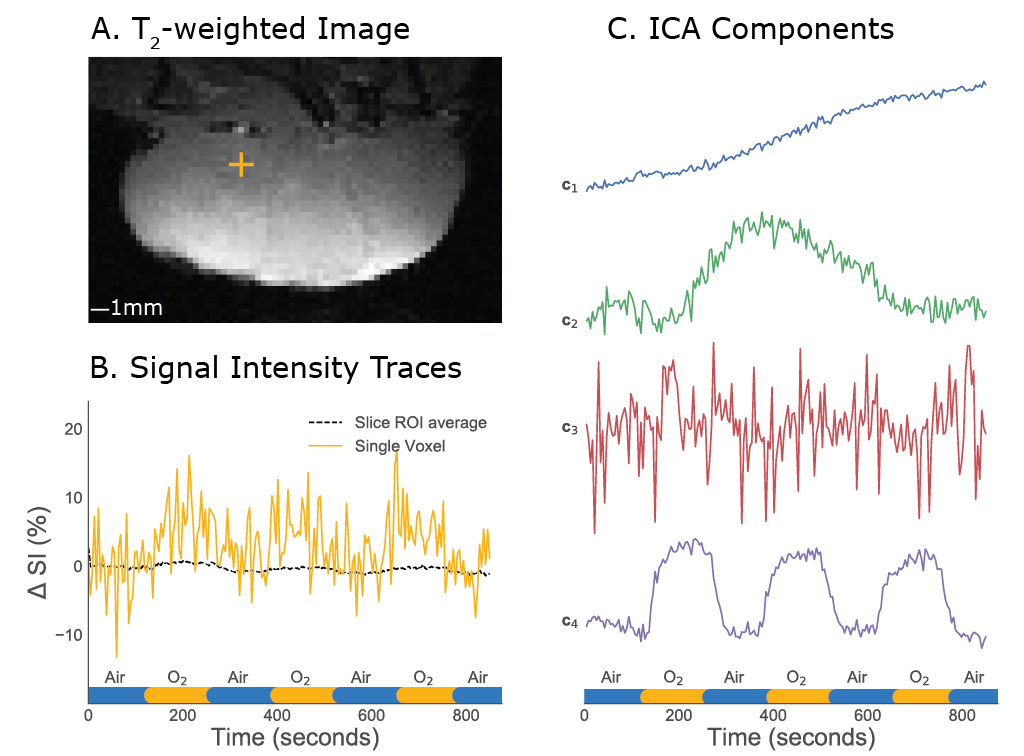 A. T2-weighted Image
1mm
B. Signal Intensity Traces
Slice ROI average
Single Voxel
Δ SI (%)
20
10
0
−10
Air O2 Air O2 Air O2 Air
0 200 400 600 800
Time (seconds)
C. ICA Components
c1
c2
c3
c4
Air O2 Air O2 Air O2 Air
0 200 400 600 800
Time (seconds)